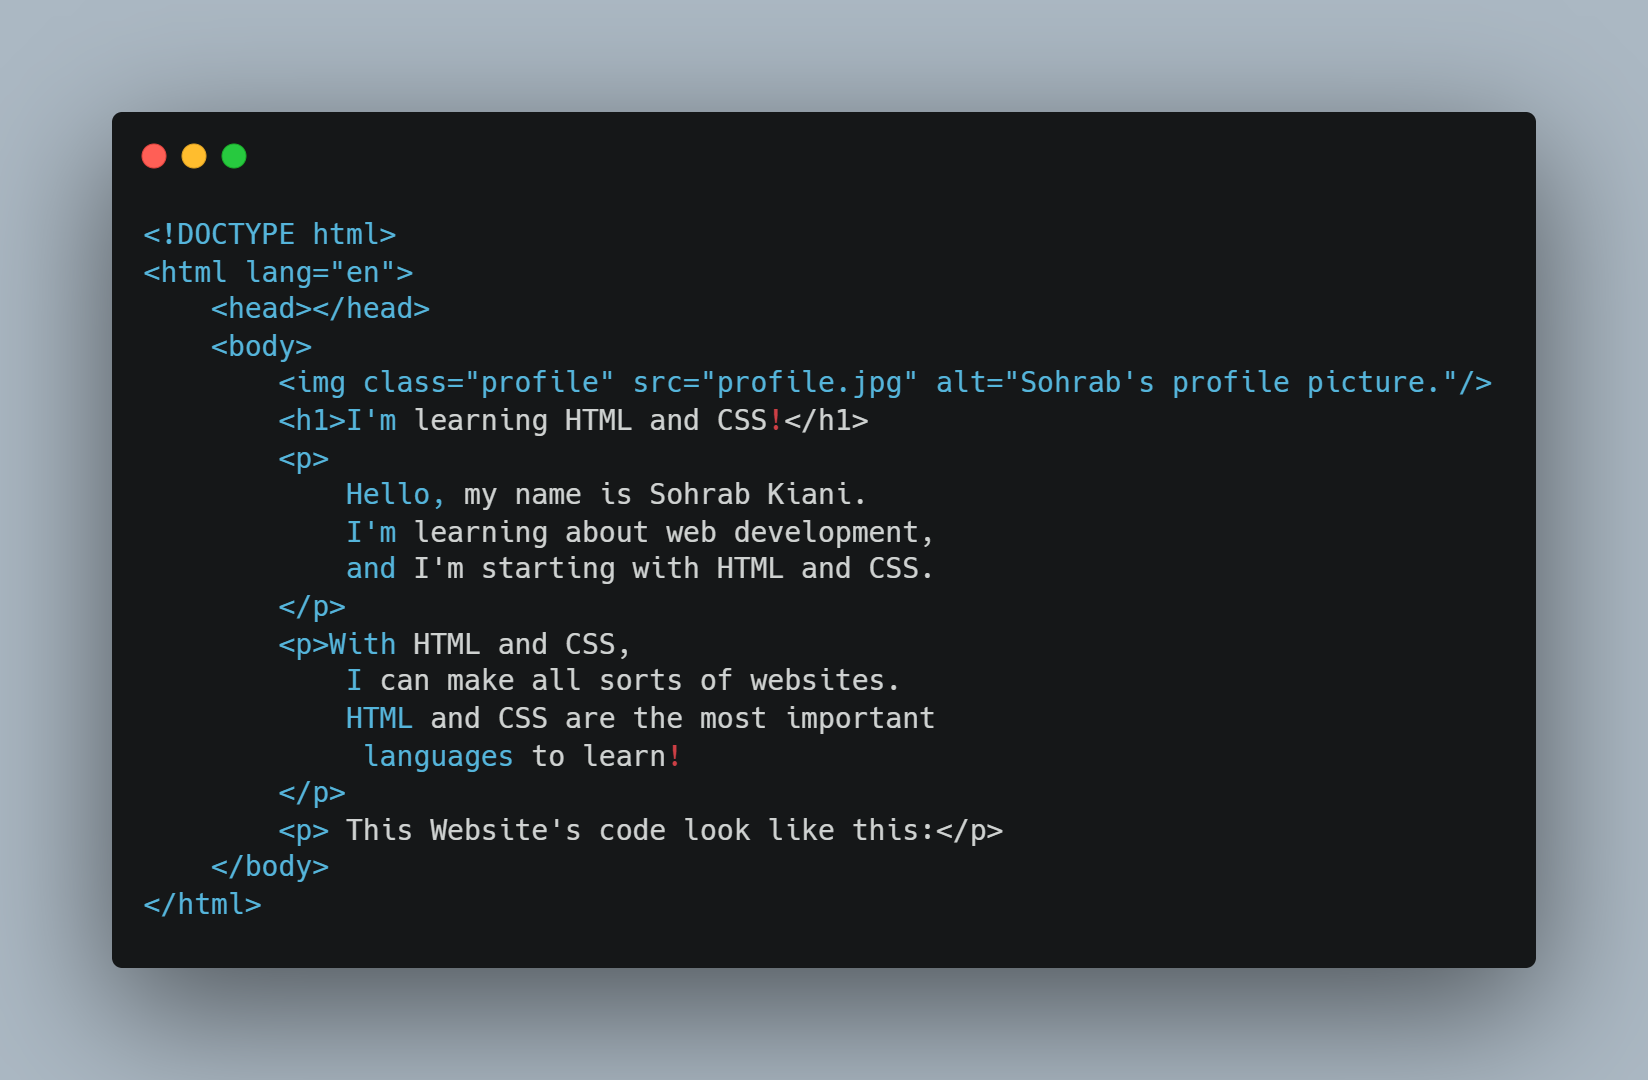 <!DOCTYPE html>
<html lang="en">
    <head></head>
    <body>
        <img class="profile" src="profile.jpg" alt="Sohrab's profile picture."/>
        <h1>I'm learning HTML and CSS!</h1>
        <p>
            Hello, my name is Sohrab Kiani.
            I'm learning about web development,
            and I'm starting with HTML and CSS.
        </p>
        <p>With HTML and CSS,
            I can make all sorts of websites.
            HTML and CSS are the most important
             languages to learn!
        </p>
        <p> This Website's code look like this:</p>
    </body>
</html>